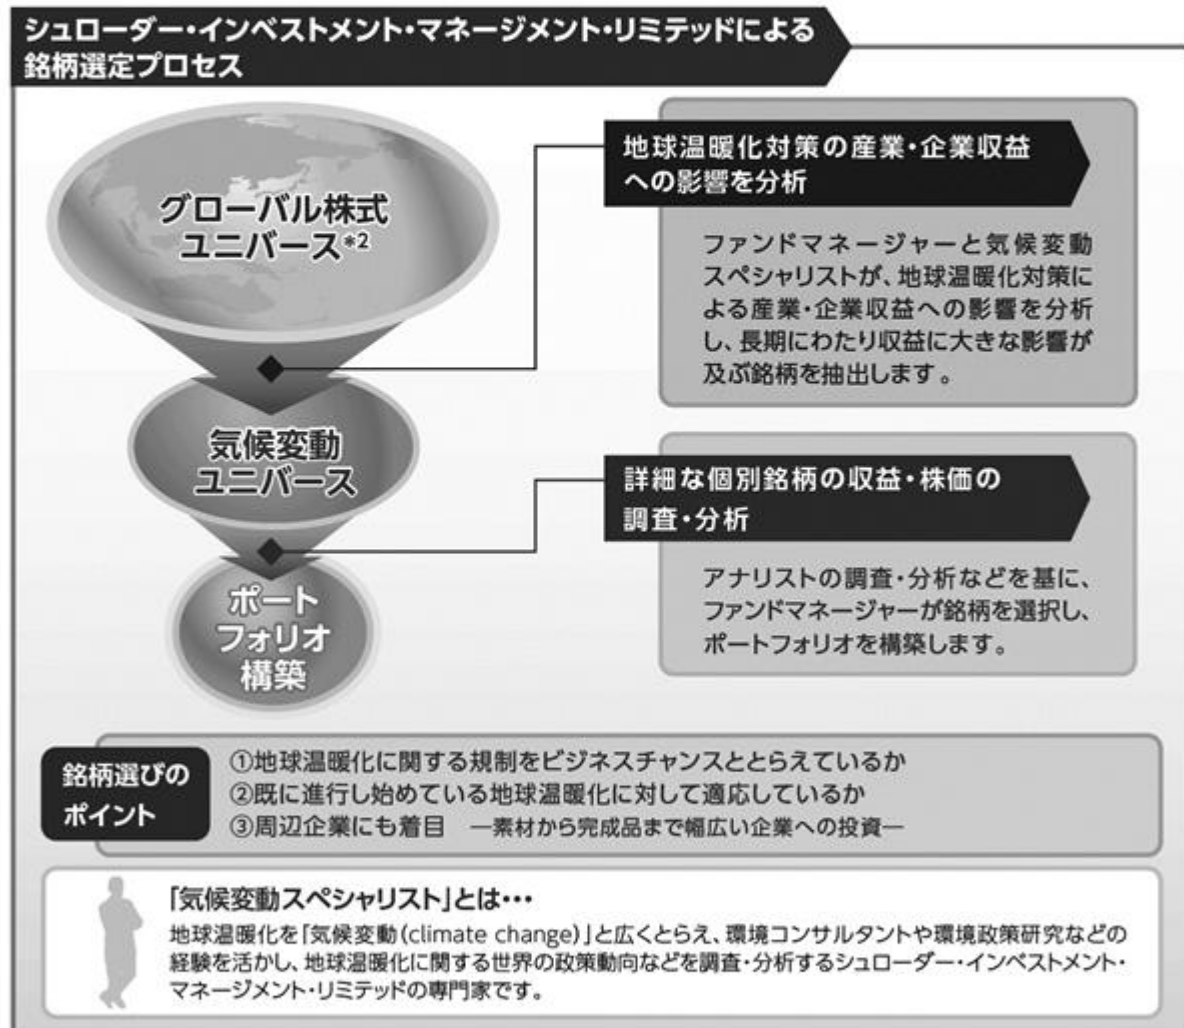 シュローダー・インベストメント・マネージメント・リミテッドによる
銘柄選定プロセス
グローバル株式
ユニバース*2
地球温暖化対策の産業・企業収益
への影響を分析
ファンドマネージャーと気候変動
スペシャリストが、地球温暖化対策に
よる産業・企業収益への影響を分析
し、長期にわたり収益に大きな影響が
及ぶ銘柄を抽出します。
気候変動
ユニバース
詳細な個別銘柄の収益・株価の
調査・分析
アナリストの調査・分析などを基に、
ファンドマネージャーが銘柄を選択し、
ポートフォリオを構築します。
ポート
フォリオ
構築
銘柄選びの
ポイント
①地球温暖化に関する規制をビジネスチャンスととらえているか
②既に進行し始めている地球温暖化に対して適応しているか
③周辺企業にも着目 ―素材から完成品まで幅広い企業への投資―
「気候変動スペシャリスト」とは・・・
地球温暖化を「気候変動(climate change)」と広くとらえ、環境コンサルタントや環境政策研究などの
経験を活かし、地球温暖化に関する世界の政策動向などを調査・分析するシュローダー・インベストメント・
マネージメント・リミテッドの専門家です。